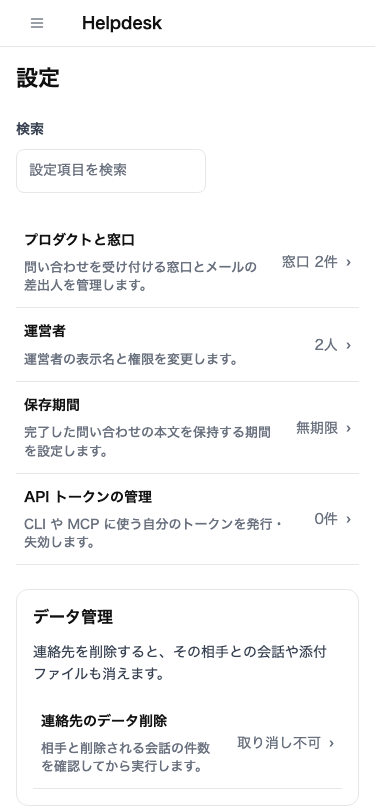 Helpdesk
設定
検索
設定項目を検索
プロダクトと窓口
問い合わせを受け付ける窓口とメールの
差出人を管理します。
窓口 2件 ›
運営者
運営者の表示名と権限を変更します。
2人 ›
保存期間
完了した問い合わせの本文を保持する期間
を設定します。
無期限 ›
API トークンの管理
CLI や MCP に使う自分のトークンを発行・
失効します。
0件 ›
データ管理
連絡先を削除すると、その相手との会話や添付
ファイルも消えます。
連絡先のデータ削除
相手と削除される会話の件数
を確認してから実行します。
取り消し不可 ›